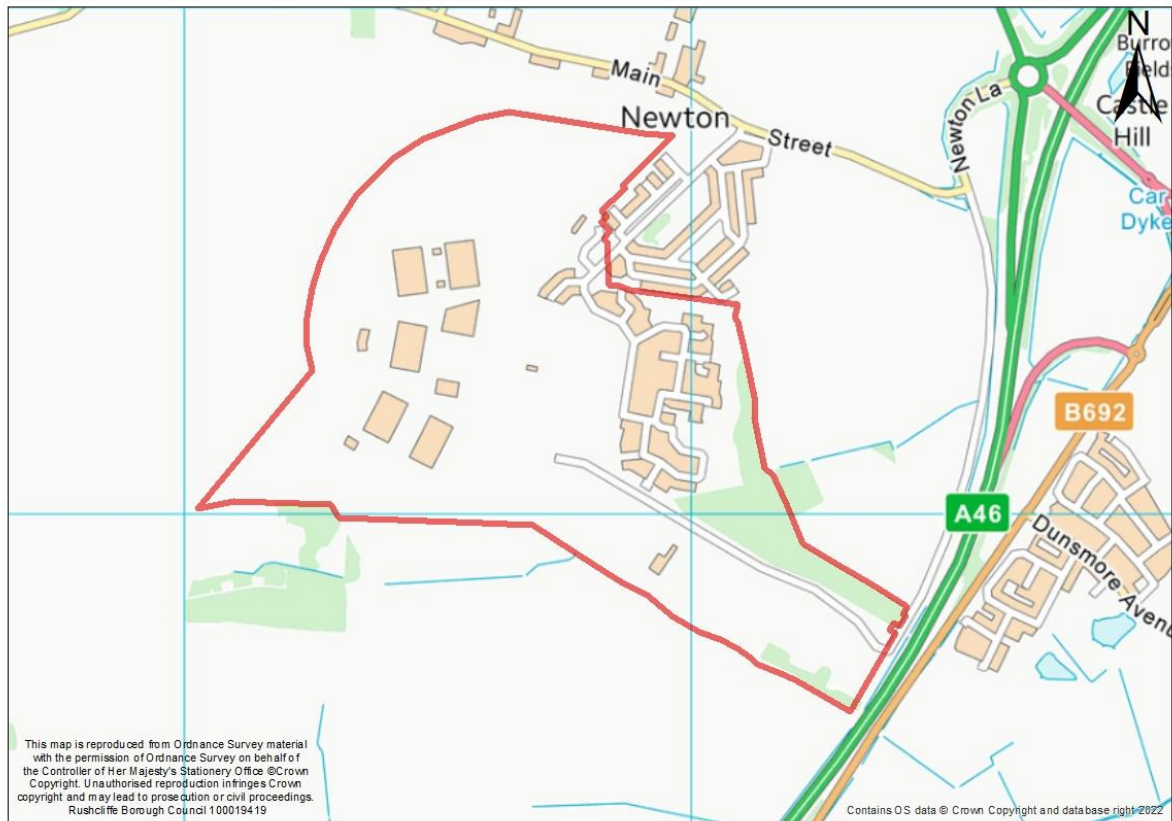 Main
Street
Newton
Newton La
N
Burro
Field
Castle
Hill
Car
Dyke
B692
A46
Dunsmore Avenu
This map is reproduced from Ordnance Survey material
with the permission of Ordnance Survey on behalf of
the Controller of Her Majesty's Stationery Office ©Crown
Copyright. Unauthorised reproduction infringes Crown
copyright and may lead to prosecution or civil proceedings.
Rushcliffe Borough Council 100019419
Contains OS data © Crown Copyright and database right 2022